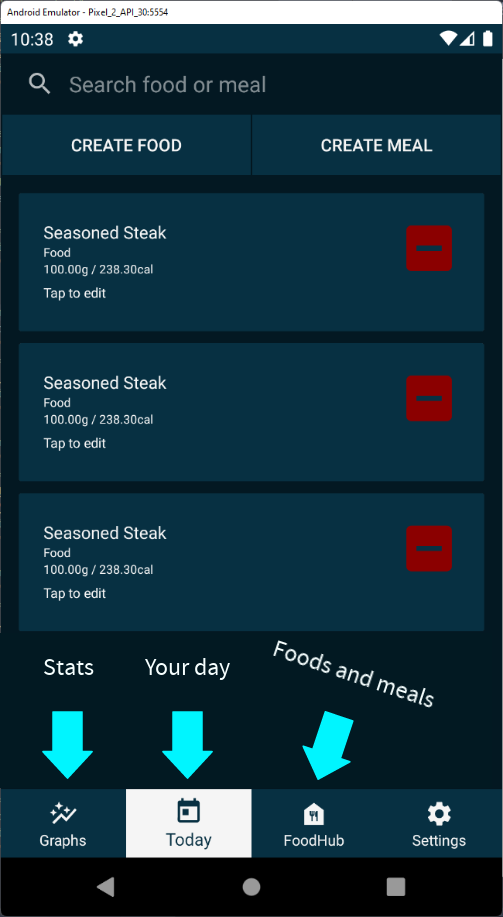 Android Emulator - Pixel_2_API_30:5554
10:38
Search food or meal
CREATE FOOD
CREATE MEAL
Seasoned Steak
Food
100.00g / 238.30cal
Tap to edit
Seasoned Steak
Food
100.00g / 238.30cal
Tap to edit
Seasoned Steak
Food
100.00g / 238.30cal
Tap to edit
Stats
Your day
Foods and meals
Graphs
Today
FoodHub
Settings